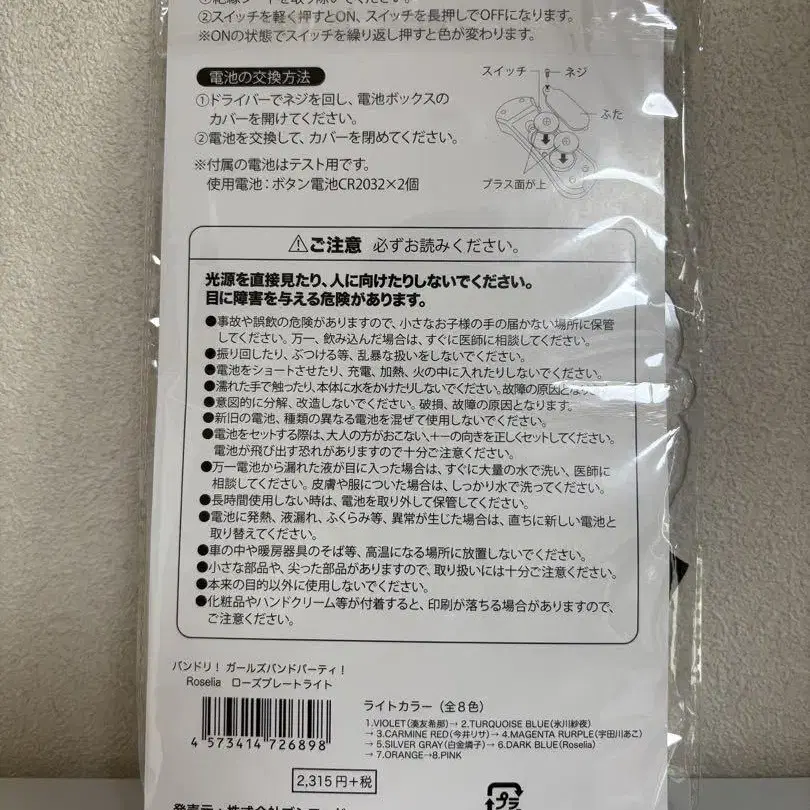 ②スイッチを軽く押すとON、スイッチを長押しでOFFになります。
※ONの状態でスイッチを繰り返し押すと色が変わります。
電池の交換方法
①ドライバーでネジを回し、電池ボックスの
カバーを開けてください。
②電池を交換して、カバーを閉めてください。
※付属の電池はテスト用です。
使用電池：ボタン電池CR2032×2個
スイッチ
ネジ
ふた
プラス面が上
⚠ご注意 必ずお読みください。
光源を直接見たり、人に向けたりしないでください。
目に障害を与える危険があります。
●事故や誤飲の危険がありますので、小さなお子様の手の届かない場所に保管
してください。万一、飲み込んだ場合は、すぐに医師に相談してください。
●振り回したり、ぶつける等、乱暴な扱いをしないでください。
●電池をショートさせたり、充電、加熱、火の中に入れたりしないでください。
●濡れた手で触ったり、本体に水をかけたりしないでください。故障の原因とな
●意図的に分解、改造しないでください。破損、故障の原因となります。
●新旧の電池、種類の異なる電池を混ぜて使用しないでください。
●電池をセットする際は、大人の方がおこない、+ーの向きを正しくセットしてください。
電池が飛び出す恐れがありますので十分ご注意ください。
●万一電池から漏れた液が目に入った場合は、すぐに大量の水で洗い、医師に
相談してください。皮膚や服についた場合は、しっかり水で洗ってください。
●長時間使用しない時は、電池を取り外して保管してください。
●電池に発熱、液漏れ、ふくらみ等、異常が生じた場合は、直ちに新しい電池と
取り替えてください。
●車の中や暖房器具のそば等、高温になる場所に放置しないでください。
●小さな部品や、尖った部品がありますので、取り扱いには十分ご注意ください。
●本来の目的以外に使用しないでください。
●化粧品やハンドクリーム等が付着すると、印刷が落ちる場合がありますので、
ご注意ください。
バンドリ！ ガールズバンドパーティ！
Roselia ローズプレートライト
4 573414 726898
2,315円+税
ライトカラー（全8色）
1.VIOLET（湊友希那）→ 2.TURQUOISE BLUE（氷川紗夜）
→ 3.CARMINE RED（今井リサ）→ 4.MAGENTA RURPLE（宇田川あこ）
→ 5.SILVER GRAY（白金燐子）→ 6.DARK BLUE（Roselia）
→ 7.ORANGE→8.PINK
プラ